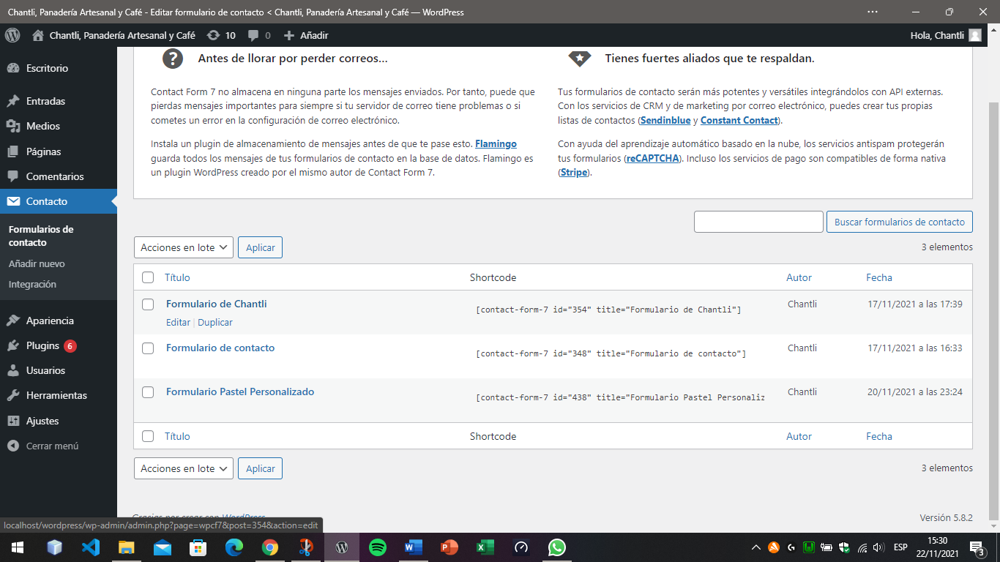 Chantli, Panadería Artesanal y Café - Editar formulario de contacto < Chantli, Panadería Artesanal y Café — WordPress
Chantli, Panadería Artesanal y Café 10 0 Añadir Hola, Chantli
Escritorio
Entradas
Medios
Páginas
Comentarios
Contacto
Formularios de
contacto
Añadir nuevo
Integración
Apariencia
Plugins 6
Usuarios
Herramientas
Ajustes
Cerrar menú
Antes de llorar por perder correos...
Contact Form 7 no almacena en ninguna parte los mensajes enviados. Por tanto, puede que
pierdas mensajes importantes para siempre si tu servidor de correo tiene problemas o si
cometes un error en la configuración de correo electrónico.
Instala un plugin de almacenamiento de mensajes antes de que te pase esto. Flamingo
guarda todos los mensajes de tus formularios de contacto en la base de datos. Flamingo es
un plugin WordPress creado por el mismo autor de Contact Form 7.
Tienes fuertes aliados que te respaldan.
Tus formularios de contacto serán más potentes y versátiles integrándolos con API externas.
Con los servicios de CRM y de marketing por correo electrónico, puedes crear tus propias
listas de contactos (Sendinblue y Constant Contact).
Con ayuda del aprendizaje automático basado en la nube, los servicios antispam protegerán
tus formularios (reCAPTCHA). Incluso los servicios de pago son compatibles de forma nativa
(Stripe).
Buscar formularios de contacto
Acciones en lote Aplicar 3 elementos
Título Shortcode Autor Fecha
Formulario de Chantli [contact-form-7 id="354" title="Formulario de Chantli"] Chantli 17/11/2021 a las 17:39
Editar | Duplicar
Formulario de contacto [contact-form-7 id="348" title="Formulario de contacto"] Chantli 17/11/2021 a las 16:33
Formulario Pastel Personalizado [contact-form-7 id="438" title="Formulario Pastel Personaliz Chantli 20/11/2021 a las 23:24
Título Shortcode Autor Fecha
Acciones en lote Aplicar 3 elementos
Gracias por crear con WordPress Versión 5.8.2
localhost/wordpress/wp-admin/admin.php?page=wpcf7&post=354&action=edit
ESP 15:30
22/11/2021 3